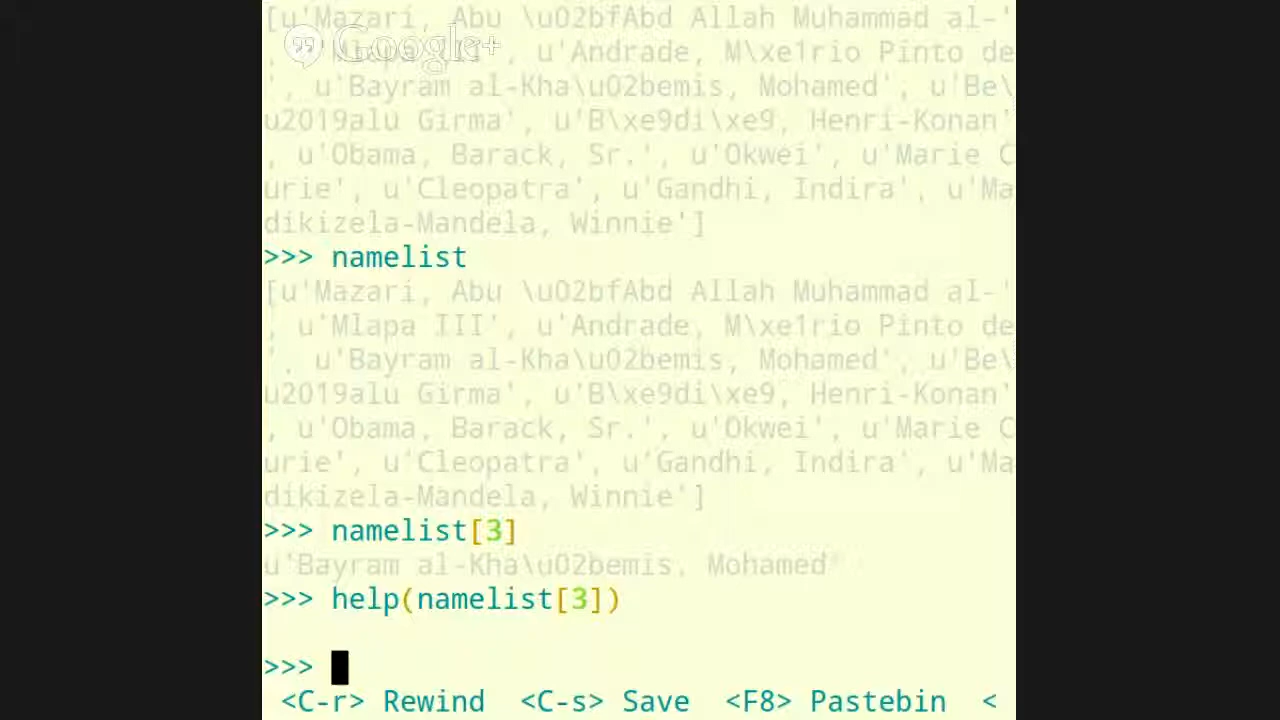 [u'Mazari, Abu \u02bfAbd Allah Muhammad al-'
Google+
, u'Mlapa III', u'Andrade, M\xe1rio Pinto de
', u'Bayram al-Kha\u02bemis, Mohamed', u'Be\
u2019alu Girma', u'B\xe9di\xe9, Henri-Konan'
, u'Obama, Barack, Sr.', u'Okwei', u'Marie C
urie', u'Cleopatra', u'Gandhi, Indira', u'Ma
dikizela-Mandela, Winnie']
>>> namelist
[u'Mazari, Abu \u02bfAbd Allah Muhammad al-'
, u'Mlapa III', u'Andrade, M\xe1rio Pinto de
', u'Bayram al-Kha\u02bemis, Mohamed', u'Be\
u2019alu Girma', u'B\xe9di\xe9, Henri-Konan'
, u'Obama, Barack, Sr.', u'Okwei', u'Marie C
urie', u'Cleopatra', u'Gandhi, Indira', u'Ma
dikizela-Mandela, Winnie']
>>> namelist[3]
u'Bayram al-Kha\u02bemis, Mohamed'
>>> help(namelist[3])
>>>
<C-r> Rewind <C-s> Save <F8> Pastebin <